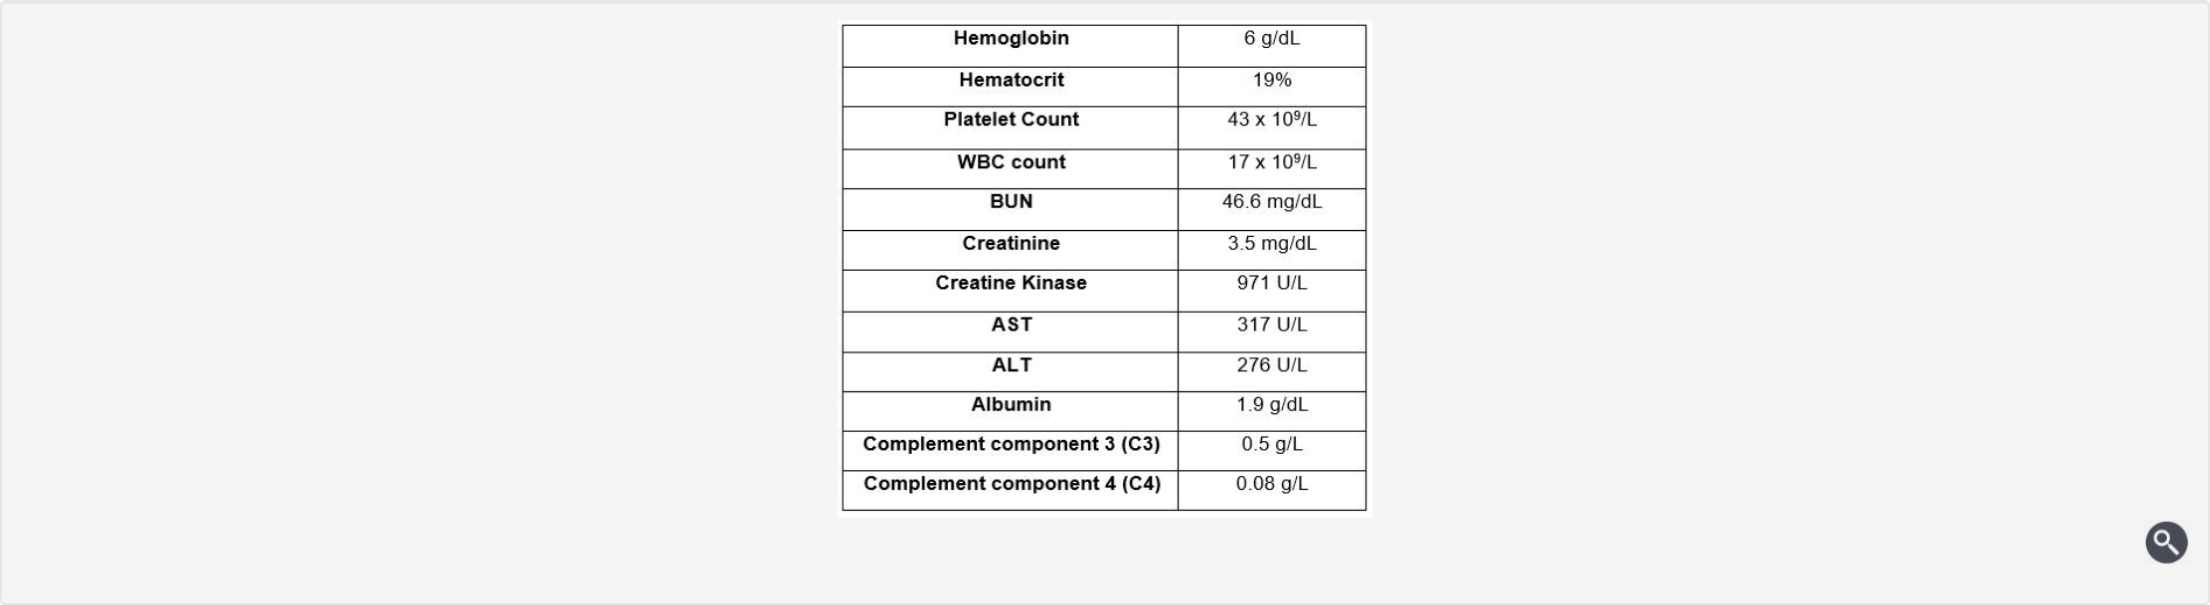 Hemoglobin 6 g/dL
Hematocrit 19%
Platelet Count 43 x 10⁹/L
WBC count 17 x 10⁹/L
BUN 46.6 mg/dL
Creatinine 3.5 mg/dL
Creatine Kinase 971 U/L
AST 317 U/L
ALT 276 U/L
Albumin 1.9 g/dL
Complement component 3 (C3) 0.5 g/L
Complement component 4 (C4) 0.08 g/L